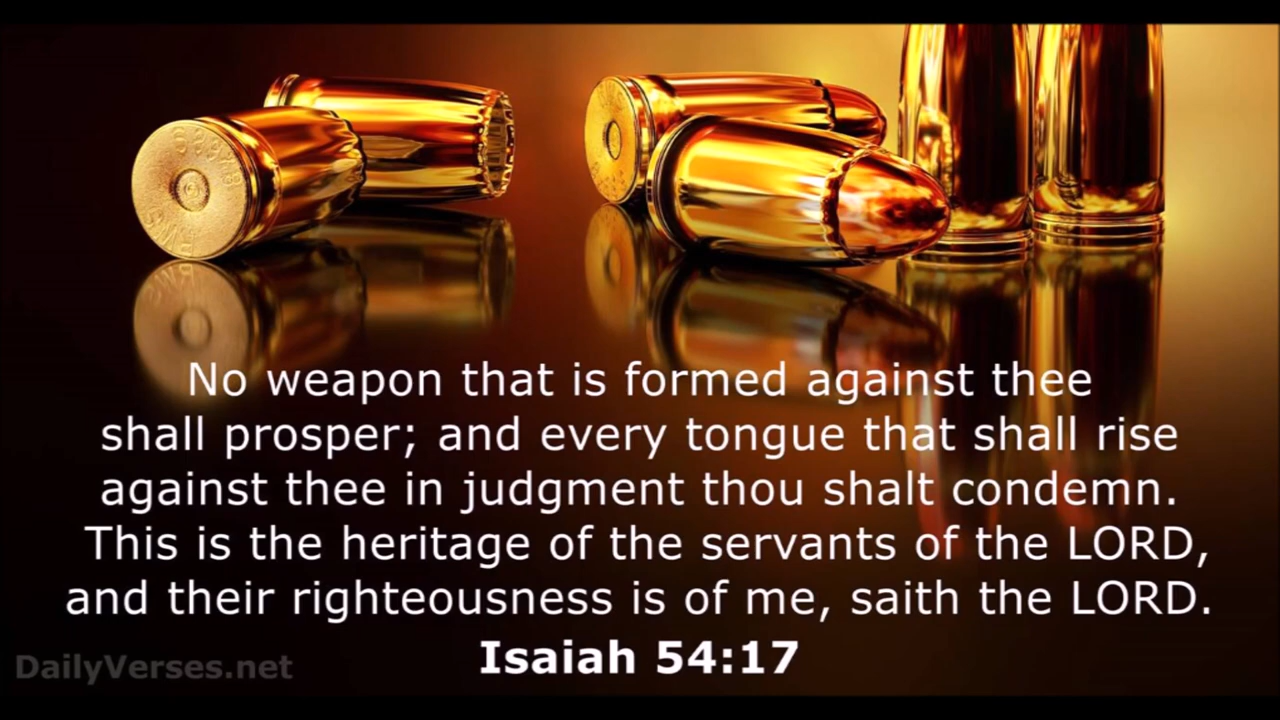 No weapon that is formed against thee
shall prosper; and every tongue that shall rise
against thee in judgment thou shalt condemn.
This is the heritage of the servants of the LORD,
and their righteousness is of me, saith the LORD.
Isaiah 54:17
DailyVerses.net